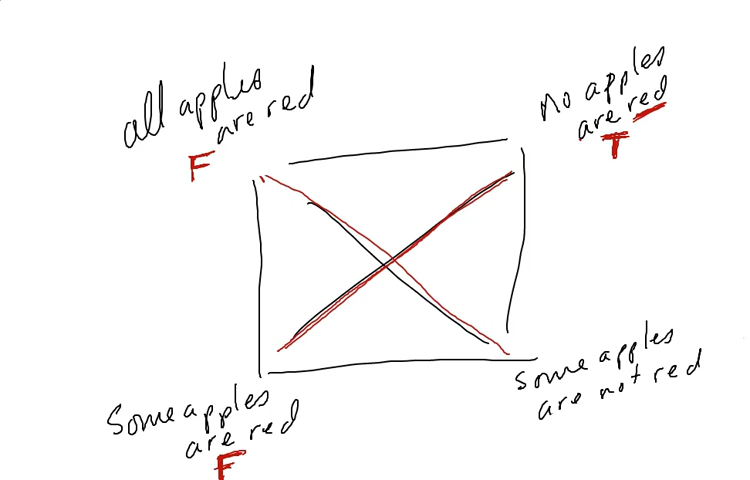 all apples
are red
F
no apples
are red
T
Some apples
are red
F
Some apples
are not red